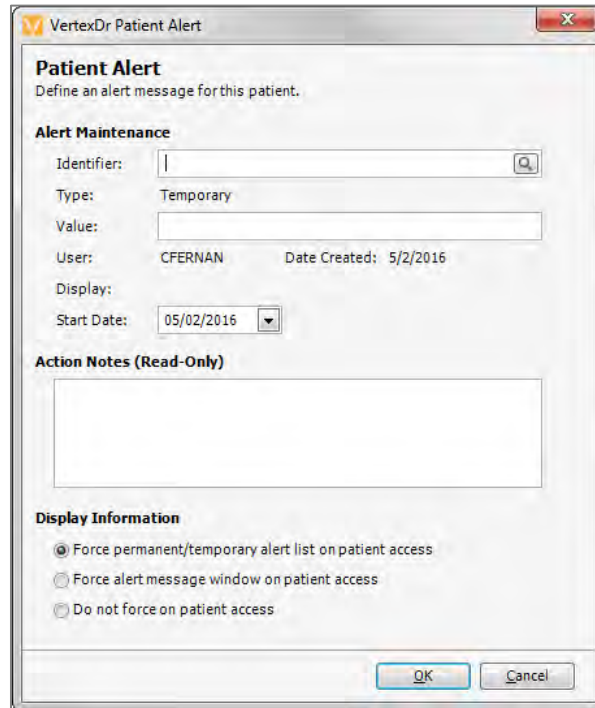 VertexDr Patient Alert
Patient Alert
Define an alert message for this patient.
Alert Maintenance
Identifier:
Type: Temporary
Value:
User: CFERNAN Date Created: 5/2/2016
Display:
Start Date: 05/02/2016
Action Notes (Read-Only)
Display Information
Force permanent/temporary alert list on patient access
Force alert message window on patient access
Do not force on patient access
OK Cancel